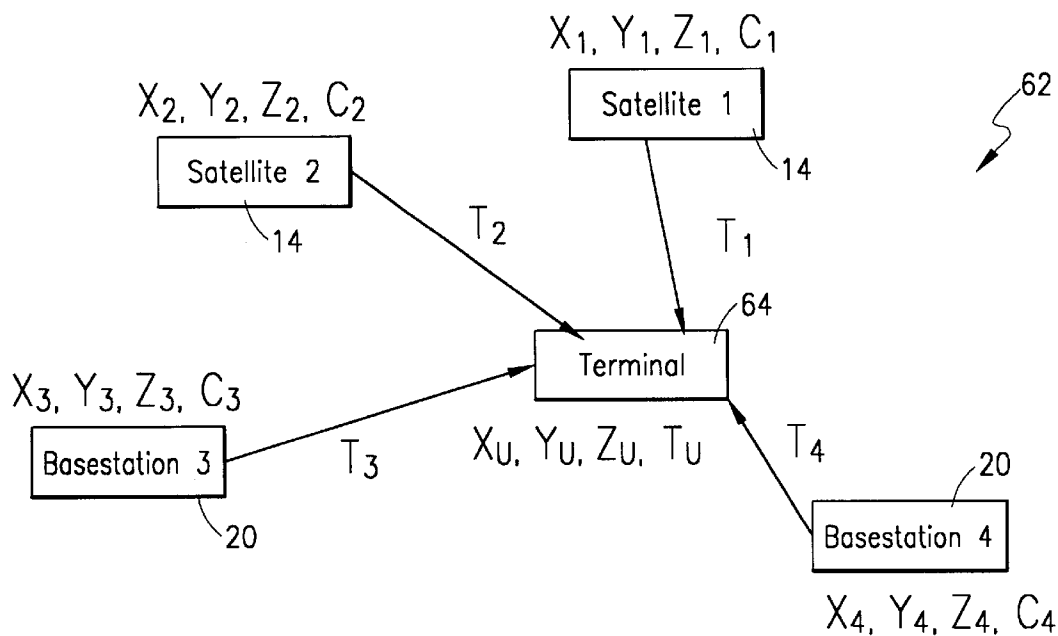 X1, Y1, Z1, C1
Satellite 1
14
62
X2, Y2, Z2, C2
Satellite 2
14
T2
T1
64
Terminal
XU, YU, ZU, TU
X3, Y3, Z3, C3
Basestation 3
20
T3
T4
20
Basestation 4
X4, Y4, Z4, C4